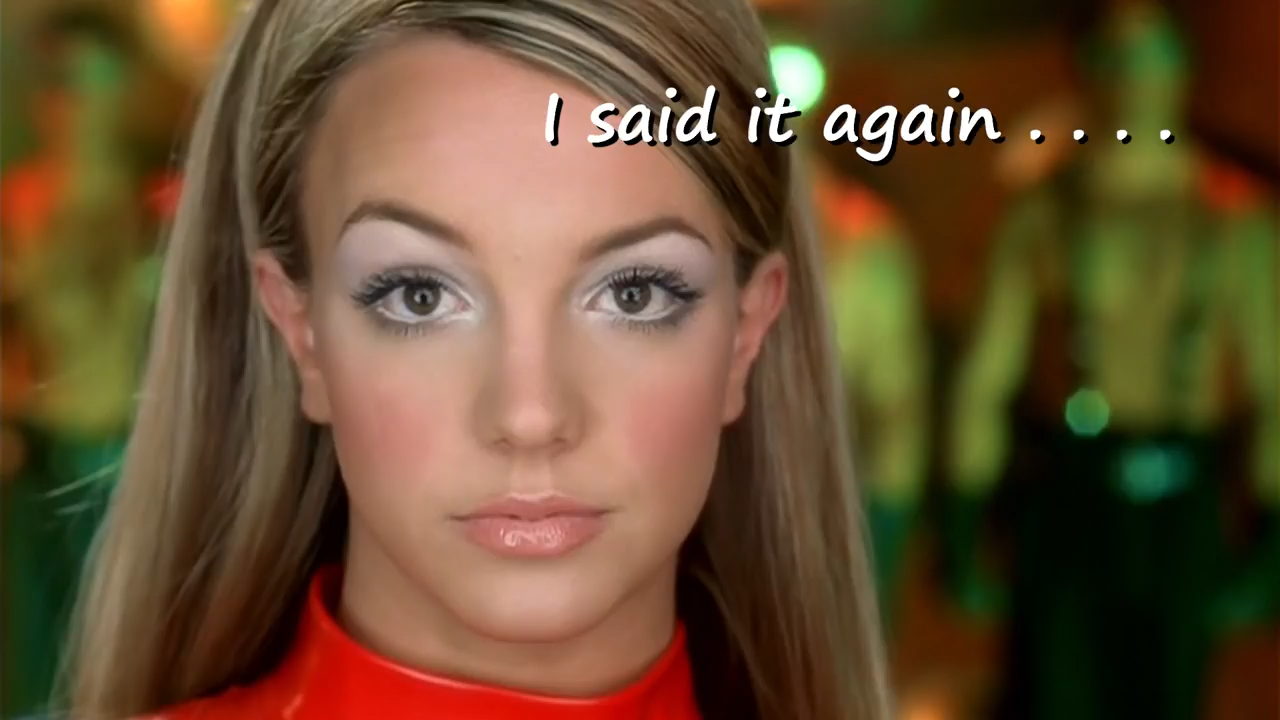 I said it again . . . .